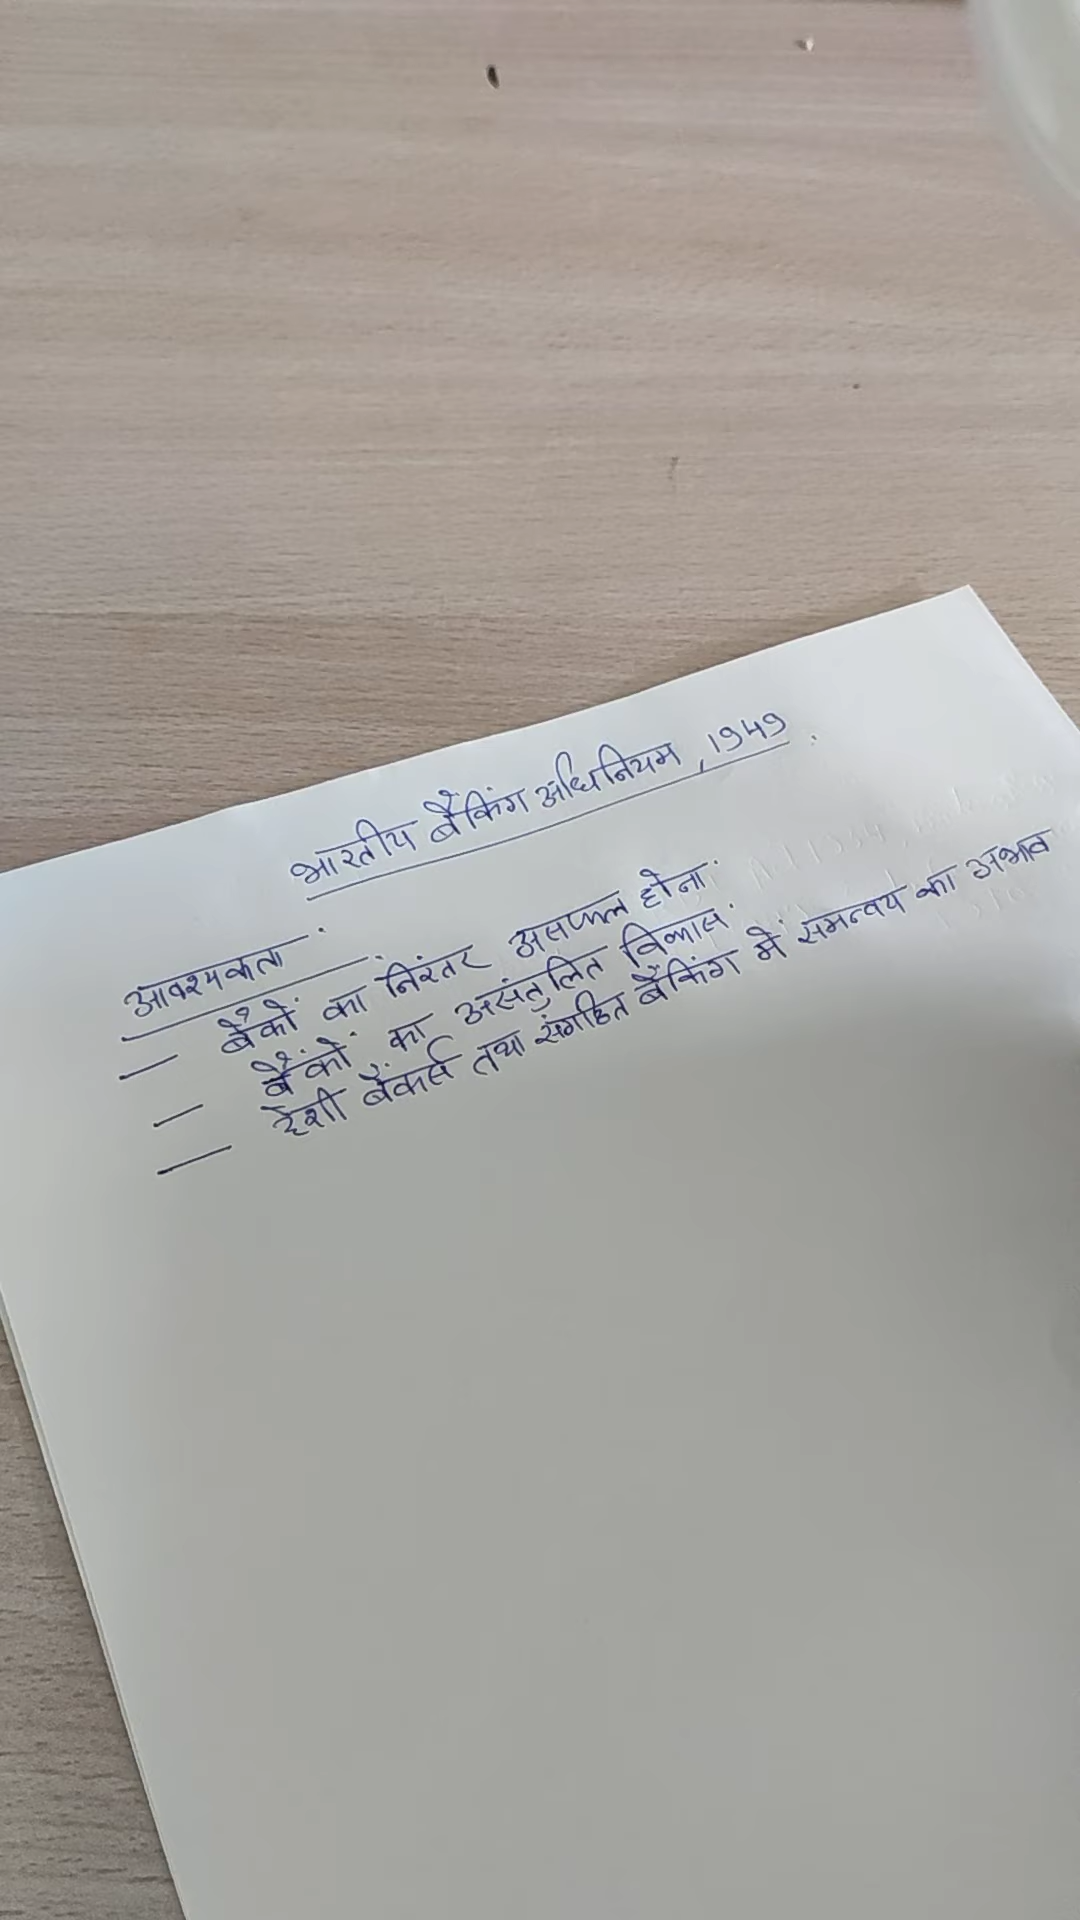 भारतीय बैंकिंग अधिनियम, 1949.
आवश्यकता :
— बैंकों का निरंतर असफल होना.
— बैंकों का असंतुलित विकास.
— देशी बैंकर्स तथा संगठित बैंकिंग में समन्वय का अभाव